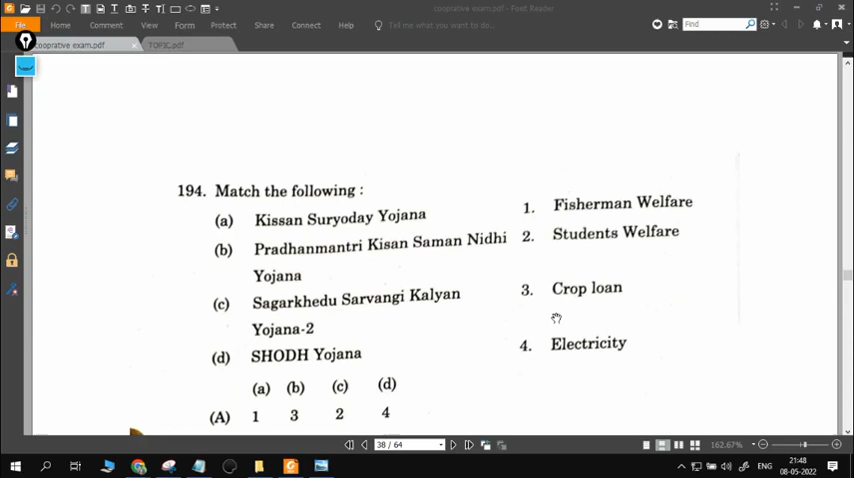 cooprative exam.pdf - Foxit Reader
File Home Comment View Form Protect Share Connect Help Tell me what you want to do... Find
cooprative exam.pdf × TOPIC.pdf
194. Match the following :
(a) Kissan Suryoday Yojana 1. Fisherman Welfare
(b) Pradhanmantri Kisan Saman Nidhi 2. Students Welfare
Yojana
(c) Sagarkhedu Sarvangi Kalyan 3. Crop loan
Yojana-2
(d) SHODH Yojana 4. Electricity
(a) (b) (c) (d)
(A) 1 3 2 4
38 / 64 162.67%
21:48
ENG
08-05-2022